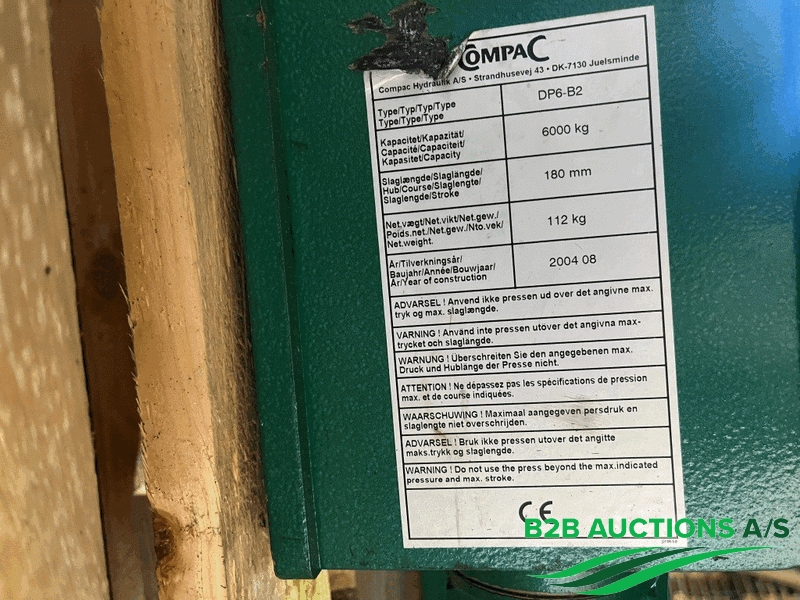 COMPAC
Compac Hydraulik A/S • Strandhusevej 43 • DK-7130 Juelsminde
Type/Typ/Typ/Type
Type/Type/Type
DP6-B2
Kapacitet/Kapazität/
Capacité/Capaciteit/
Kapasitet/Capacity
6000 kg
Slaglængde/Slaglängde/
Hub/Course/Slaglengte/
Slaglengde/Stroke
180 mm
Net.vægt/Net.vikt/Net.gew./
Poids.net./Net.gew./Nto.vek/
Net.weight.
112 kg
År/Tilverkningsår/
Baujahr/Année/Bouwjaar/
År/Year of construction
2004 08
ADVARSEL ! Anvend ikke pressen ud over det angivne max.
tryk og max. slaglængde.
VARNING ! Använd inte pressen utöver det angivna max-
trycket och slaglängde.
WARNUNG ! Überschreiten Sie den angegebenen max.
Druck und Hublänge der Presse nicht.
ATTENTION ! Ne dépassez pas les spécifications de pression
max. et de course indiquées.
WAARSCHUWING ! Maximaal aangegeven persdruk en
slaglengte niet overschrijden.
ADVARSEL ! Bruk ikke pressen utover det angitte
maks.trykk og slaglengde.
WARNING ! Do not use the press beyond the max.indicated
pressure and max. stroke.
CE
B2B AUCTIONS A/S